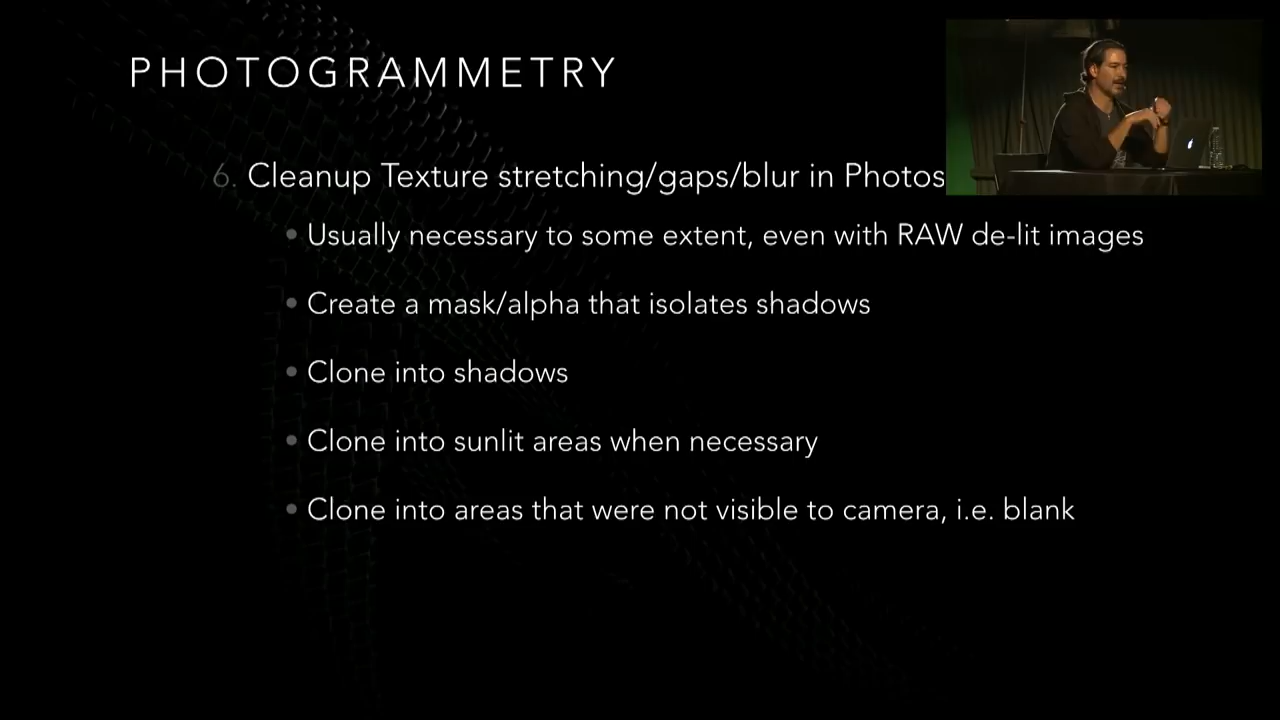 PHOTOGRAMMETRY
6. Cleanup Texture stretching/gaps/blur in Photos
• Usually necessary to some extent, even with RAW de-lit images
• Create a mask/alpha that isolates shadows
• Clone into shadows
• Clone into sunlit areas when necessary
• Clone into areas that were not visible to camera, i.e. blank